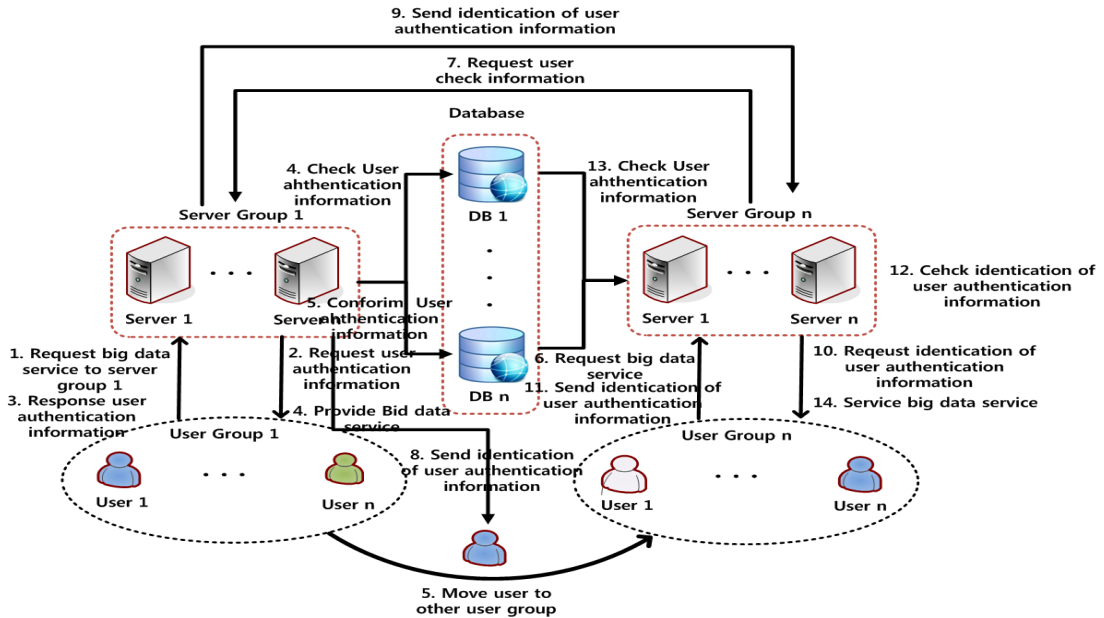 9. Send identication of user
authentication information
7. Request user
check information
Database
4. Check User
ahthentication
information
13. Check User
ahthentication
information
DB 1
Server Group 1
Server Group n
Server 1
Server n
Server 1
Server n
12. Cehck identication of
user authentication
information
5. Conforim User
ahthentication
information
DB n
1. Request big data
service to server
group 1
2. Request user
authentication
information
3. Response user
authentication
information
4. Provide Bid data
service
6. Request big data
service
11. Send identication of
user authentication
information
10. Reqeust identication of
user authentication
information
14. Service big data service
User Group 1
User Group n
User 1
User n
8. Send identication
of user authentication
information
User 1
User n
5. Move user to
other user group